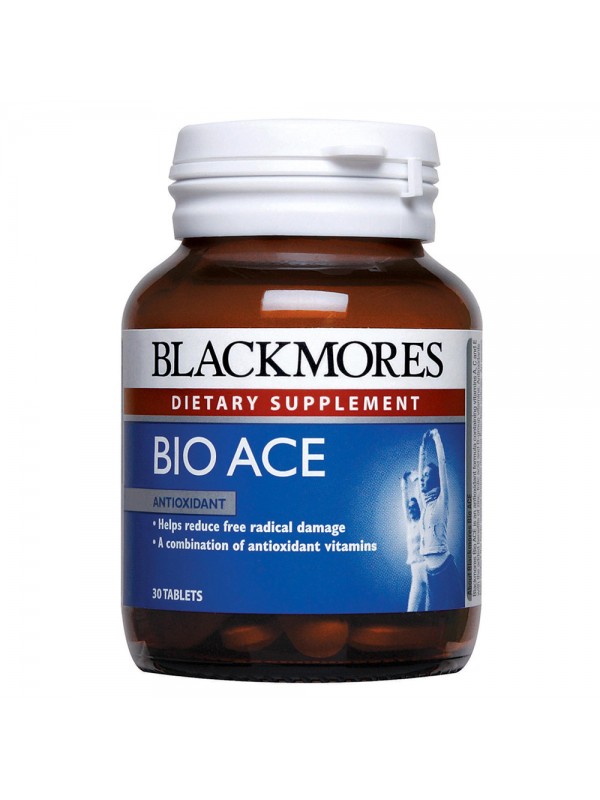 BLACKMORES
DIETARY SUPPLEMENT
BIO ACE
ANTIOXIDANT
• Helps reduce free radical damage
• A combination of antioxidant vitamins
30 TABLETS